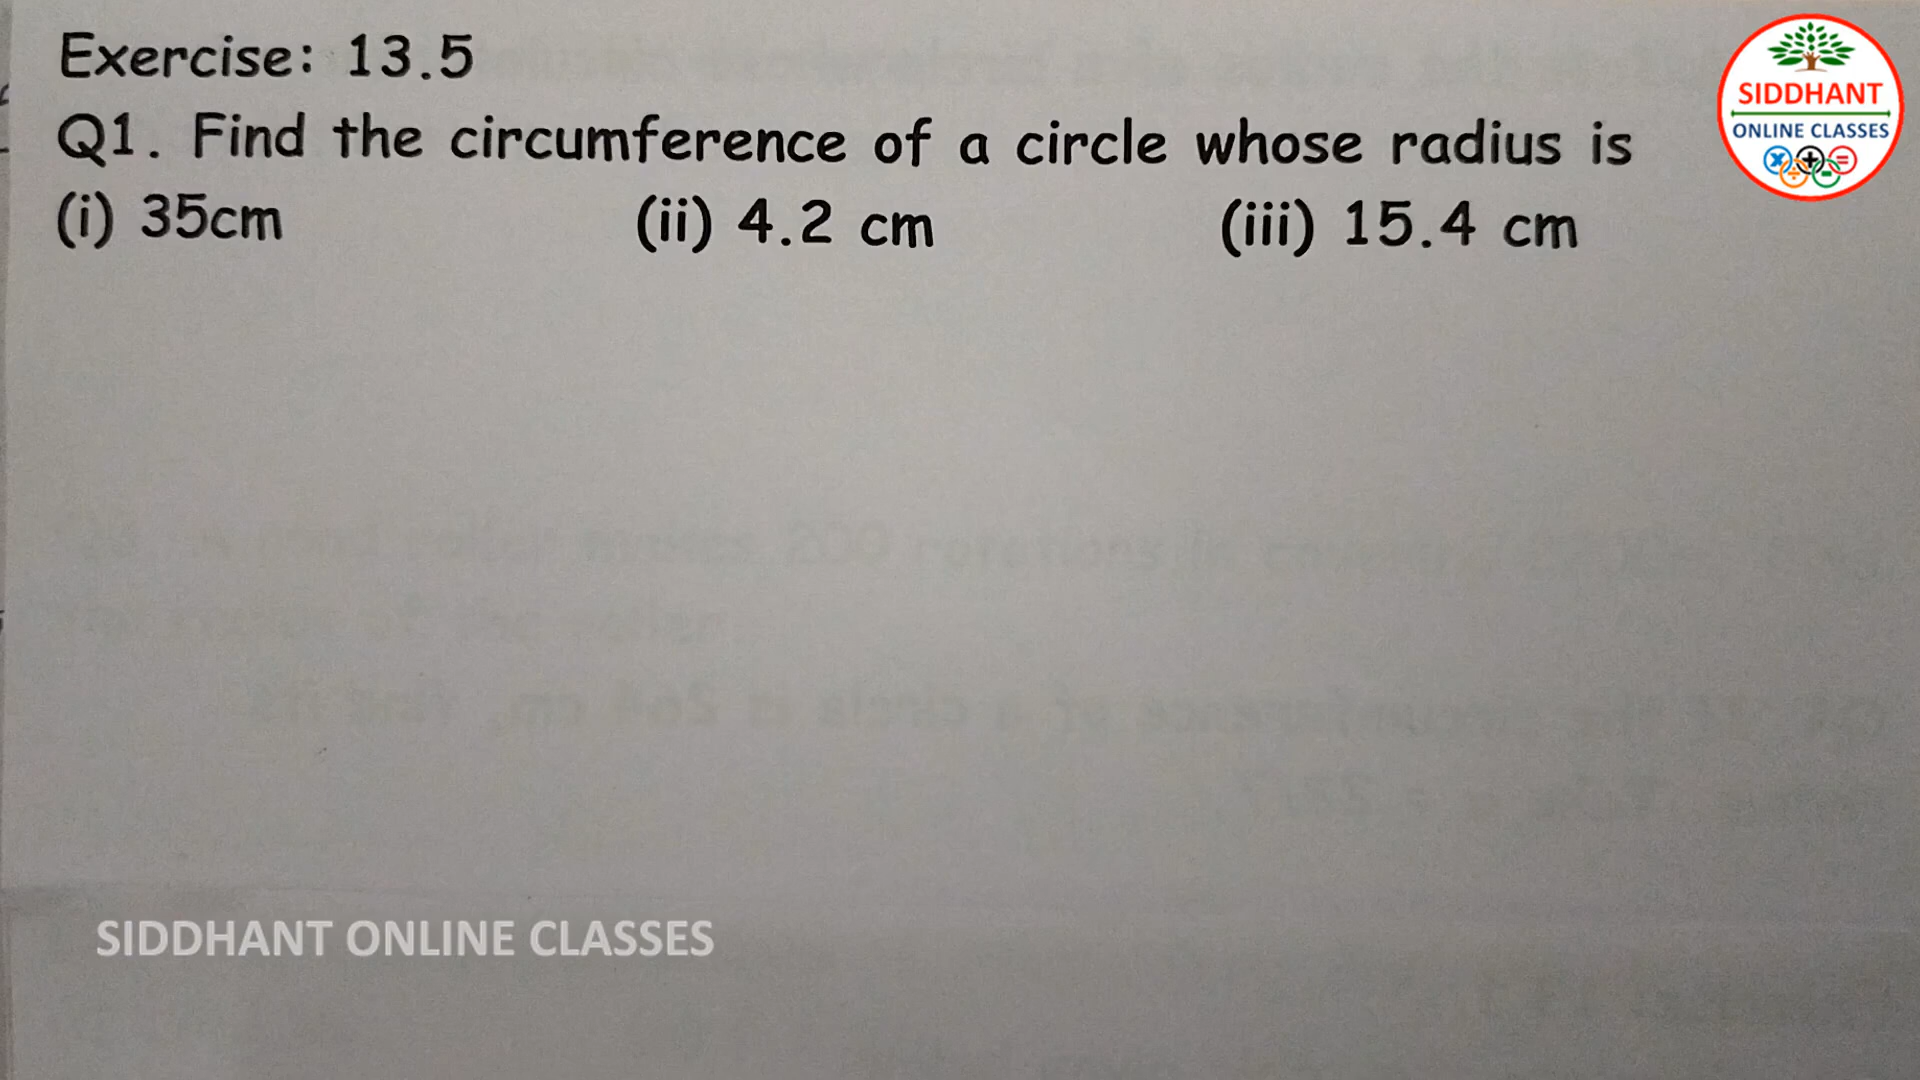 Exercise: 13.5
Q1. Find the circumference of a circle whose radius is
(i) 35cm (ii) 4.2 cm (iii) 15.4 cm
SIDDHANT
ONLINE CLASSES
SIDDHANT ONLINE CLASSES